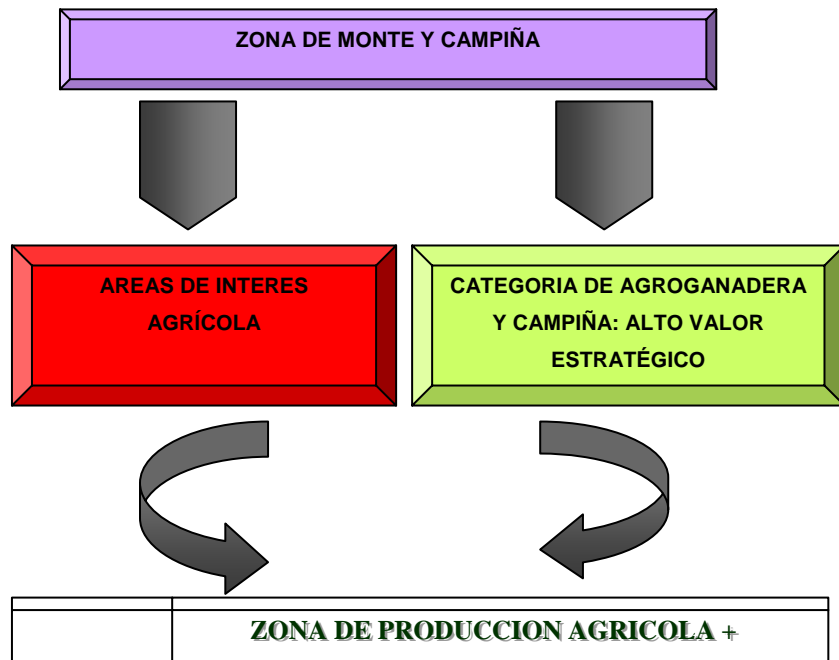 ZONA DE MONTE Y CAMPIÑA
AREAS DE INTERES
AGRÍCOLA
CATEGORIA DE AGROGANADERA
Y CAMPIÑA: ALTO VALOR
ESTRATÉGICO
ZONA DE PRODUCCION AGRICOLA +